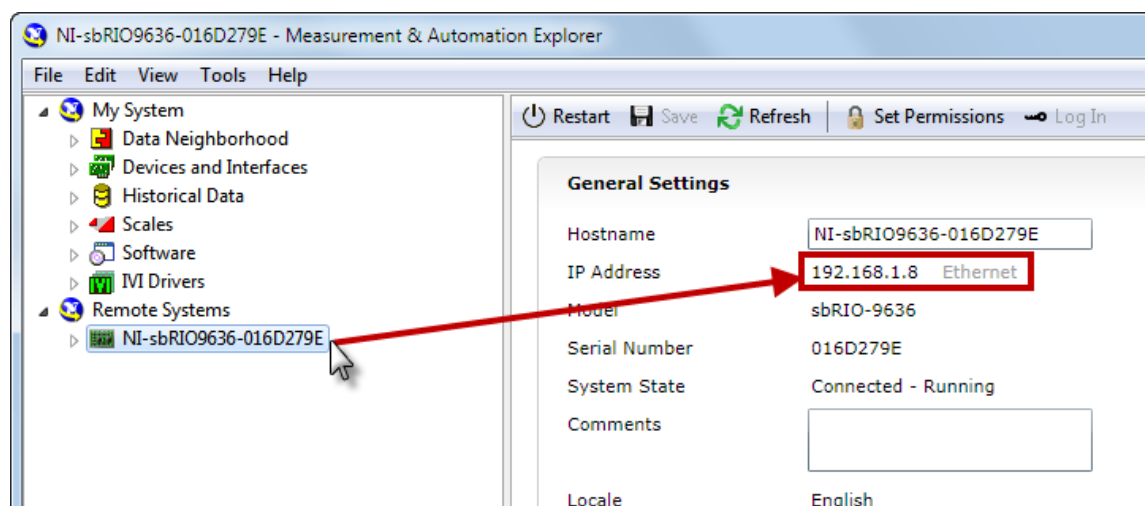 NI-sbRIO9636-016D279E - Measurement & Automation Explorer
File Edit View Tools Help
My System
Data Neighborhood
Devices and Interfaces
Historical Data
Scales
Software
IVI Drivers
Remote Systems
NI-sbRIO9636-016D279E
Restart Save Refresh Set Permissions Log In
General Settings
Hostname NI-sbRIO9636-016D279E
IP Address 192.168.1.8 Ethernet
Model sbRIO-9636
Serial Number 016D279E
System State Connected - Running
Comments
Locale English